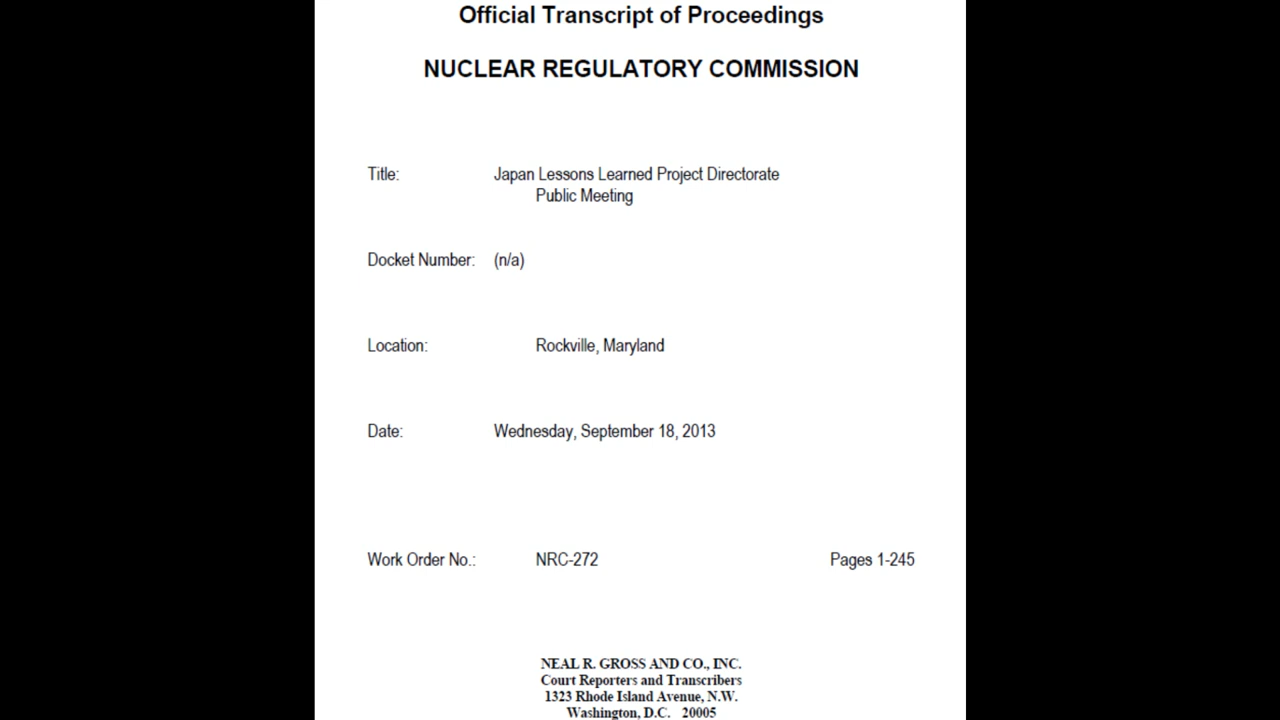 Official Transcript of Proceedings
NUCLEAR REGULATORY COMMISSION
Title: Japan Lessons Learned Project Directorate
Public Meeting
Docket Number: (n/a)
Location: Rockville, Maryland
Date: Wednesday, September 18, 2013
Work Order No.: NRC-272 Pages 1-245
NEAL R. GROSS AND CO., INC.
Court Reporters and Transcribers
1323 Rhode Island Avenue, N.W.
Washington, D.C. 20005